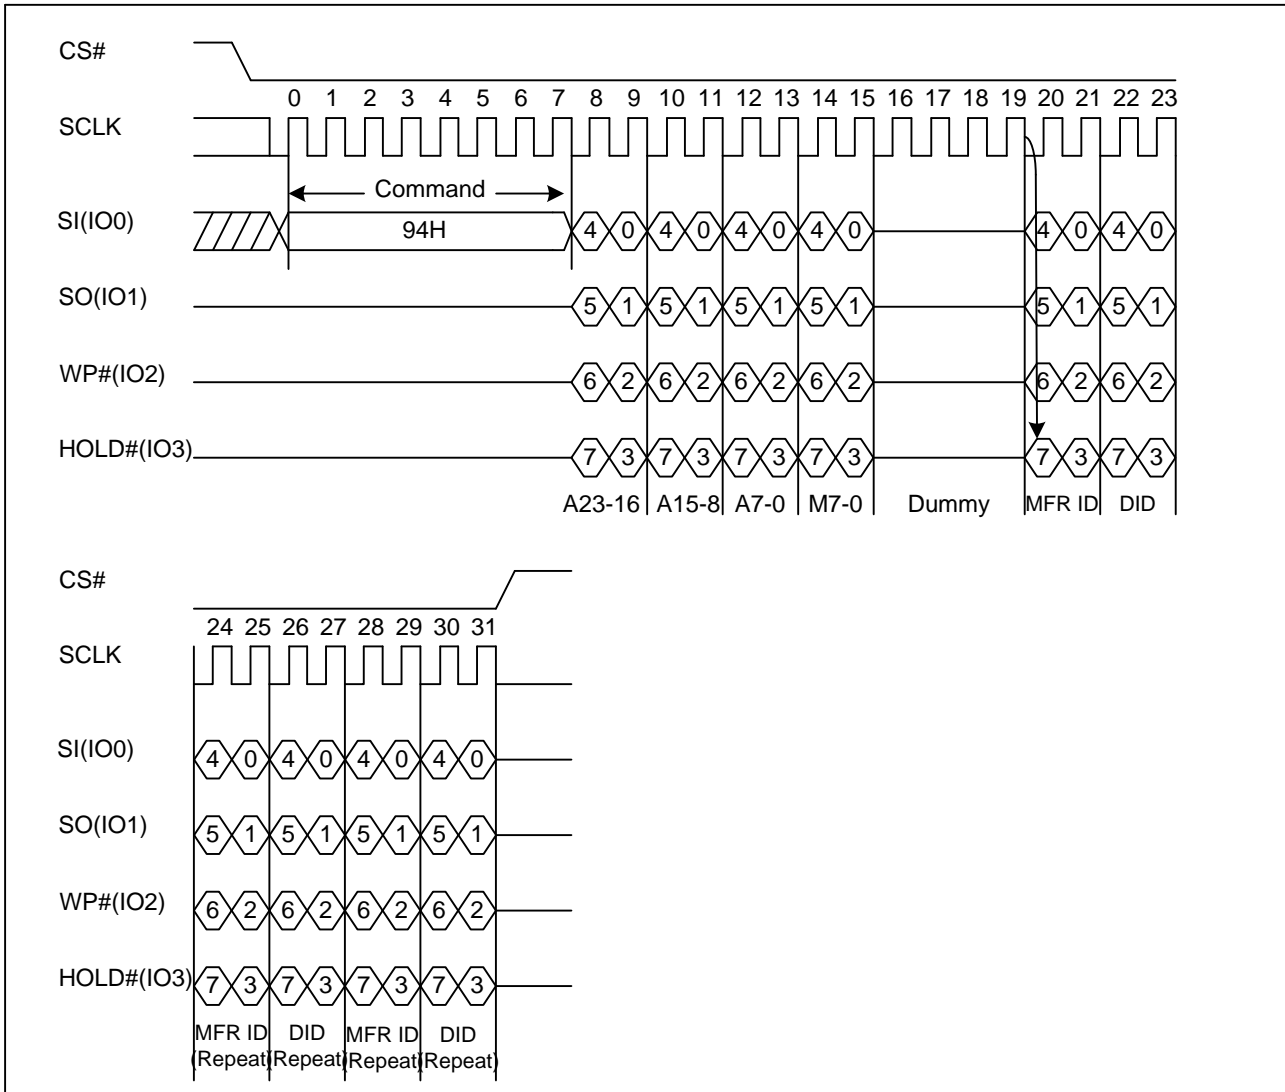 CS#
0 1 2 3 4 5 6 7 8 9 10 11 12 13 14 15 16 17 18 19 20 21 22 23
SCLK
Command
SI(IO0) 94H 4 0 4 0 4 0 4 0 4 0 4 0
SO(IO1) 5 1 5 1 5 1 5 1 5 1 5 1
WP#(IO2) 6 2 6 2 6 2 6 2 6 2 6 2
HOLD#(IO3) 7 3 7 3 7 3 7 3 7 3 7 3
A23-16 A15-8 A7-0 M7-0 Dummy MFR ID DID
CS#
24 25 26 27 28 29 30 31
SCLK
SI(IO0) 4 0 4 0 4 0 4 0
SO(IO1) 5 1 5 1 5 1 5 1
WP#(IO2) 6 2 6 2 6 2 6 2
HOLD#(IO3) 7 3 7 3 7 3 7 3
MFR ID DID MFR ID DID
(Repeat) (Repeat) (Repeat) (Repeat)